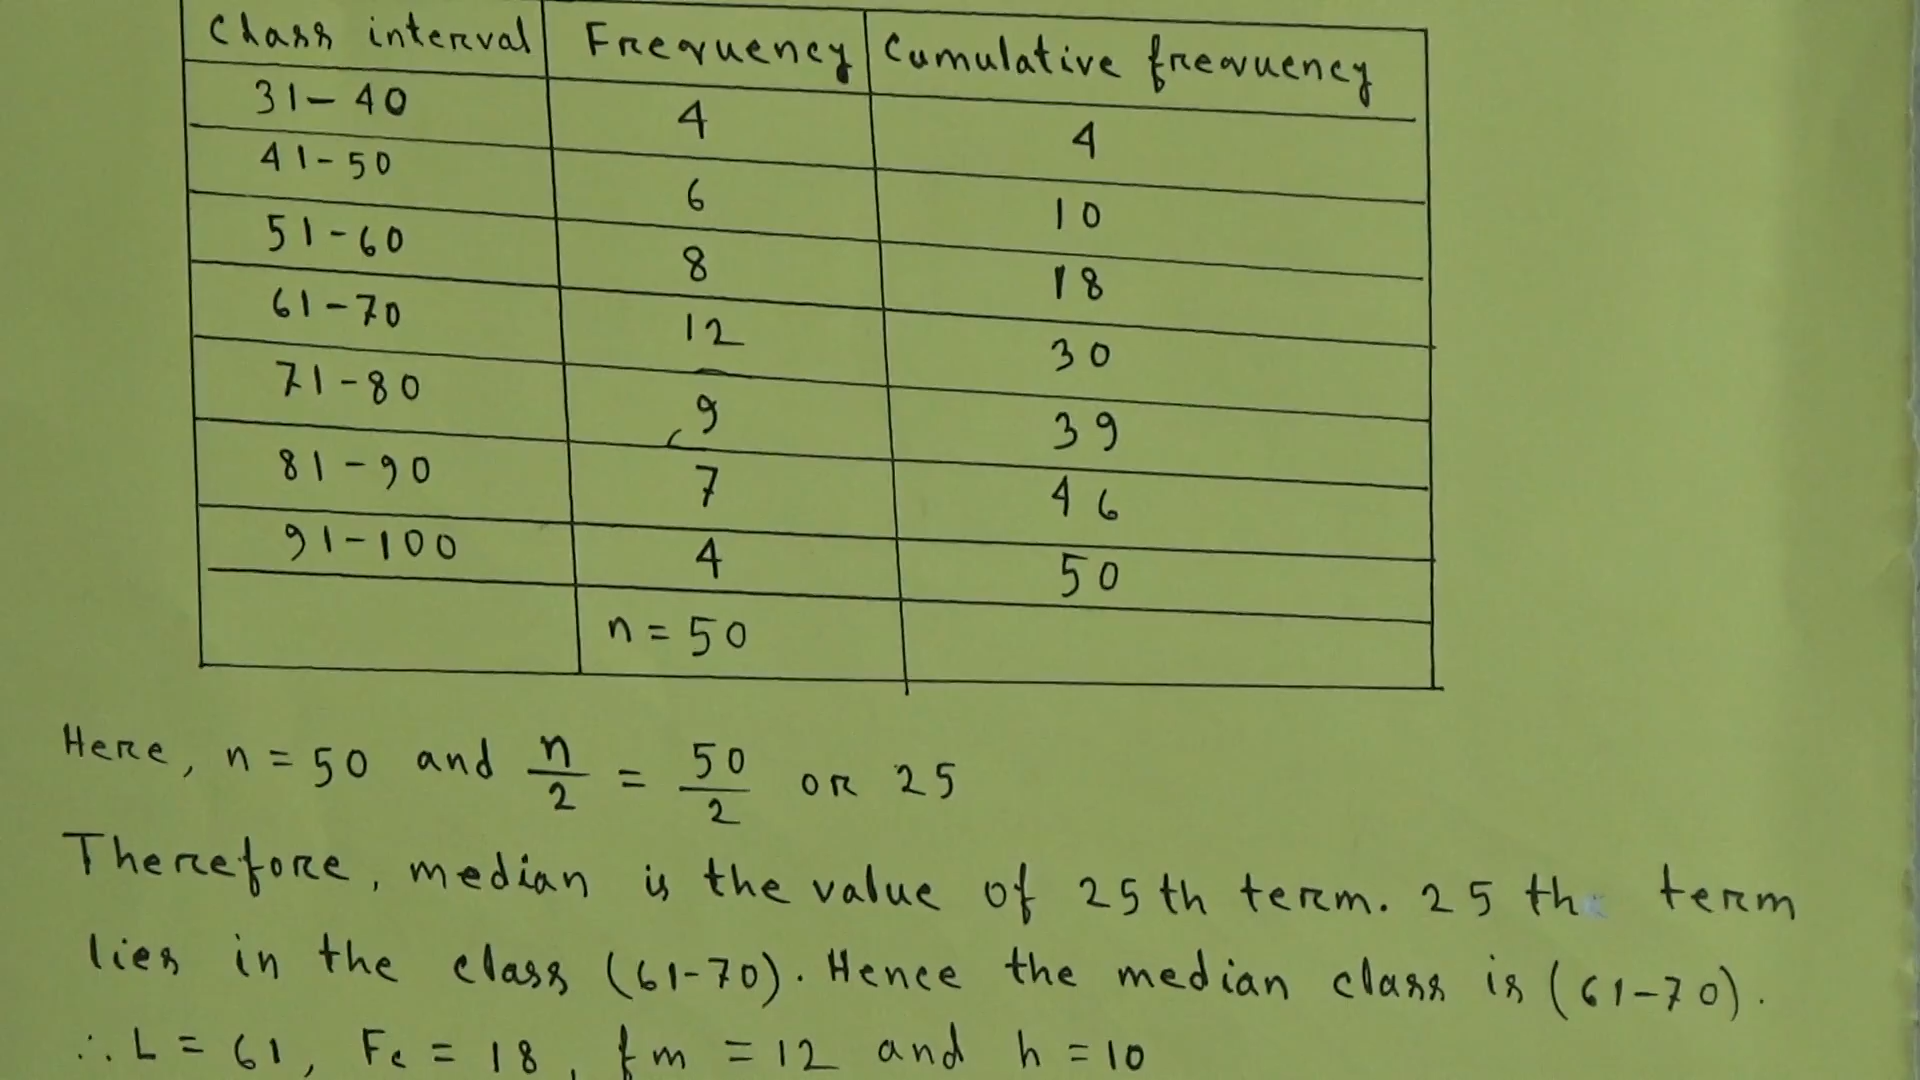 Class interval Frequency Cumulative frequency
31-40 4 4
41-50 6 10
51-60 8 18
61-70 12 30
71-80 9 39
81-90 7 46
91-100 4 50
n = 50
Here, n = 50 and n/2 = 50/2 or 25
Therefore, median is the value of 25th term. 25 th term
lies in the class (61-70). Hence the median class is (61-70).
∴ L = 61, Fc = 18, fm = 12 and h = 10